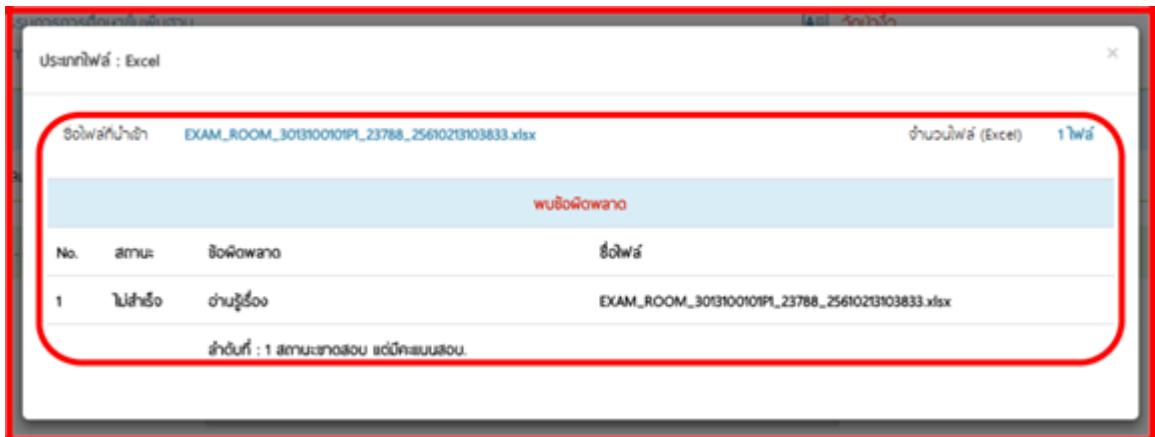 ประเภทไฟล์ : Excel
ชื่อไฟล์ที่นำเข้า EXAM_ROOM_3013100101P1_23788_25610213103833.xlsx จำนวนไฟล์ (Excel) 1 ไฟล์
พบข้อผิดพลาด
No. สถานะ ข้อผิดพลาด ชื่อไฟล์
1 ไม่สำเร็จ อ่านรู้เรื่อง EXAM_ROOM_3013100101P1_23788_25610213103833.xlsx
ลำดับที่ : 1 สถานะขาดสอบ แต่มีคะแนนสอบ.